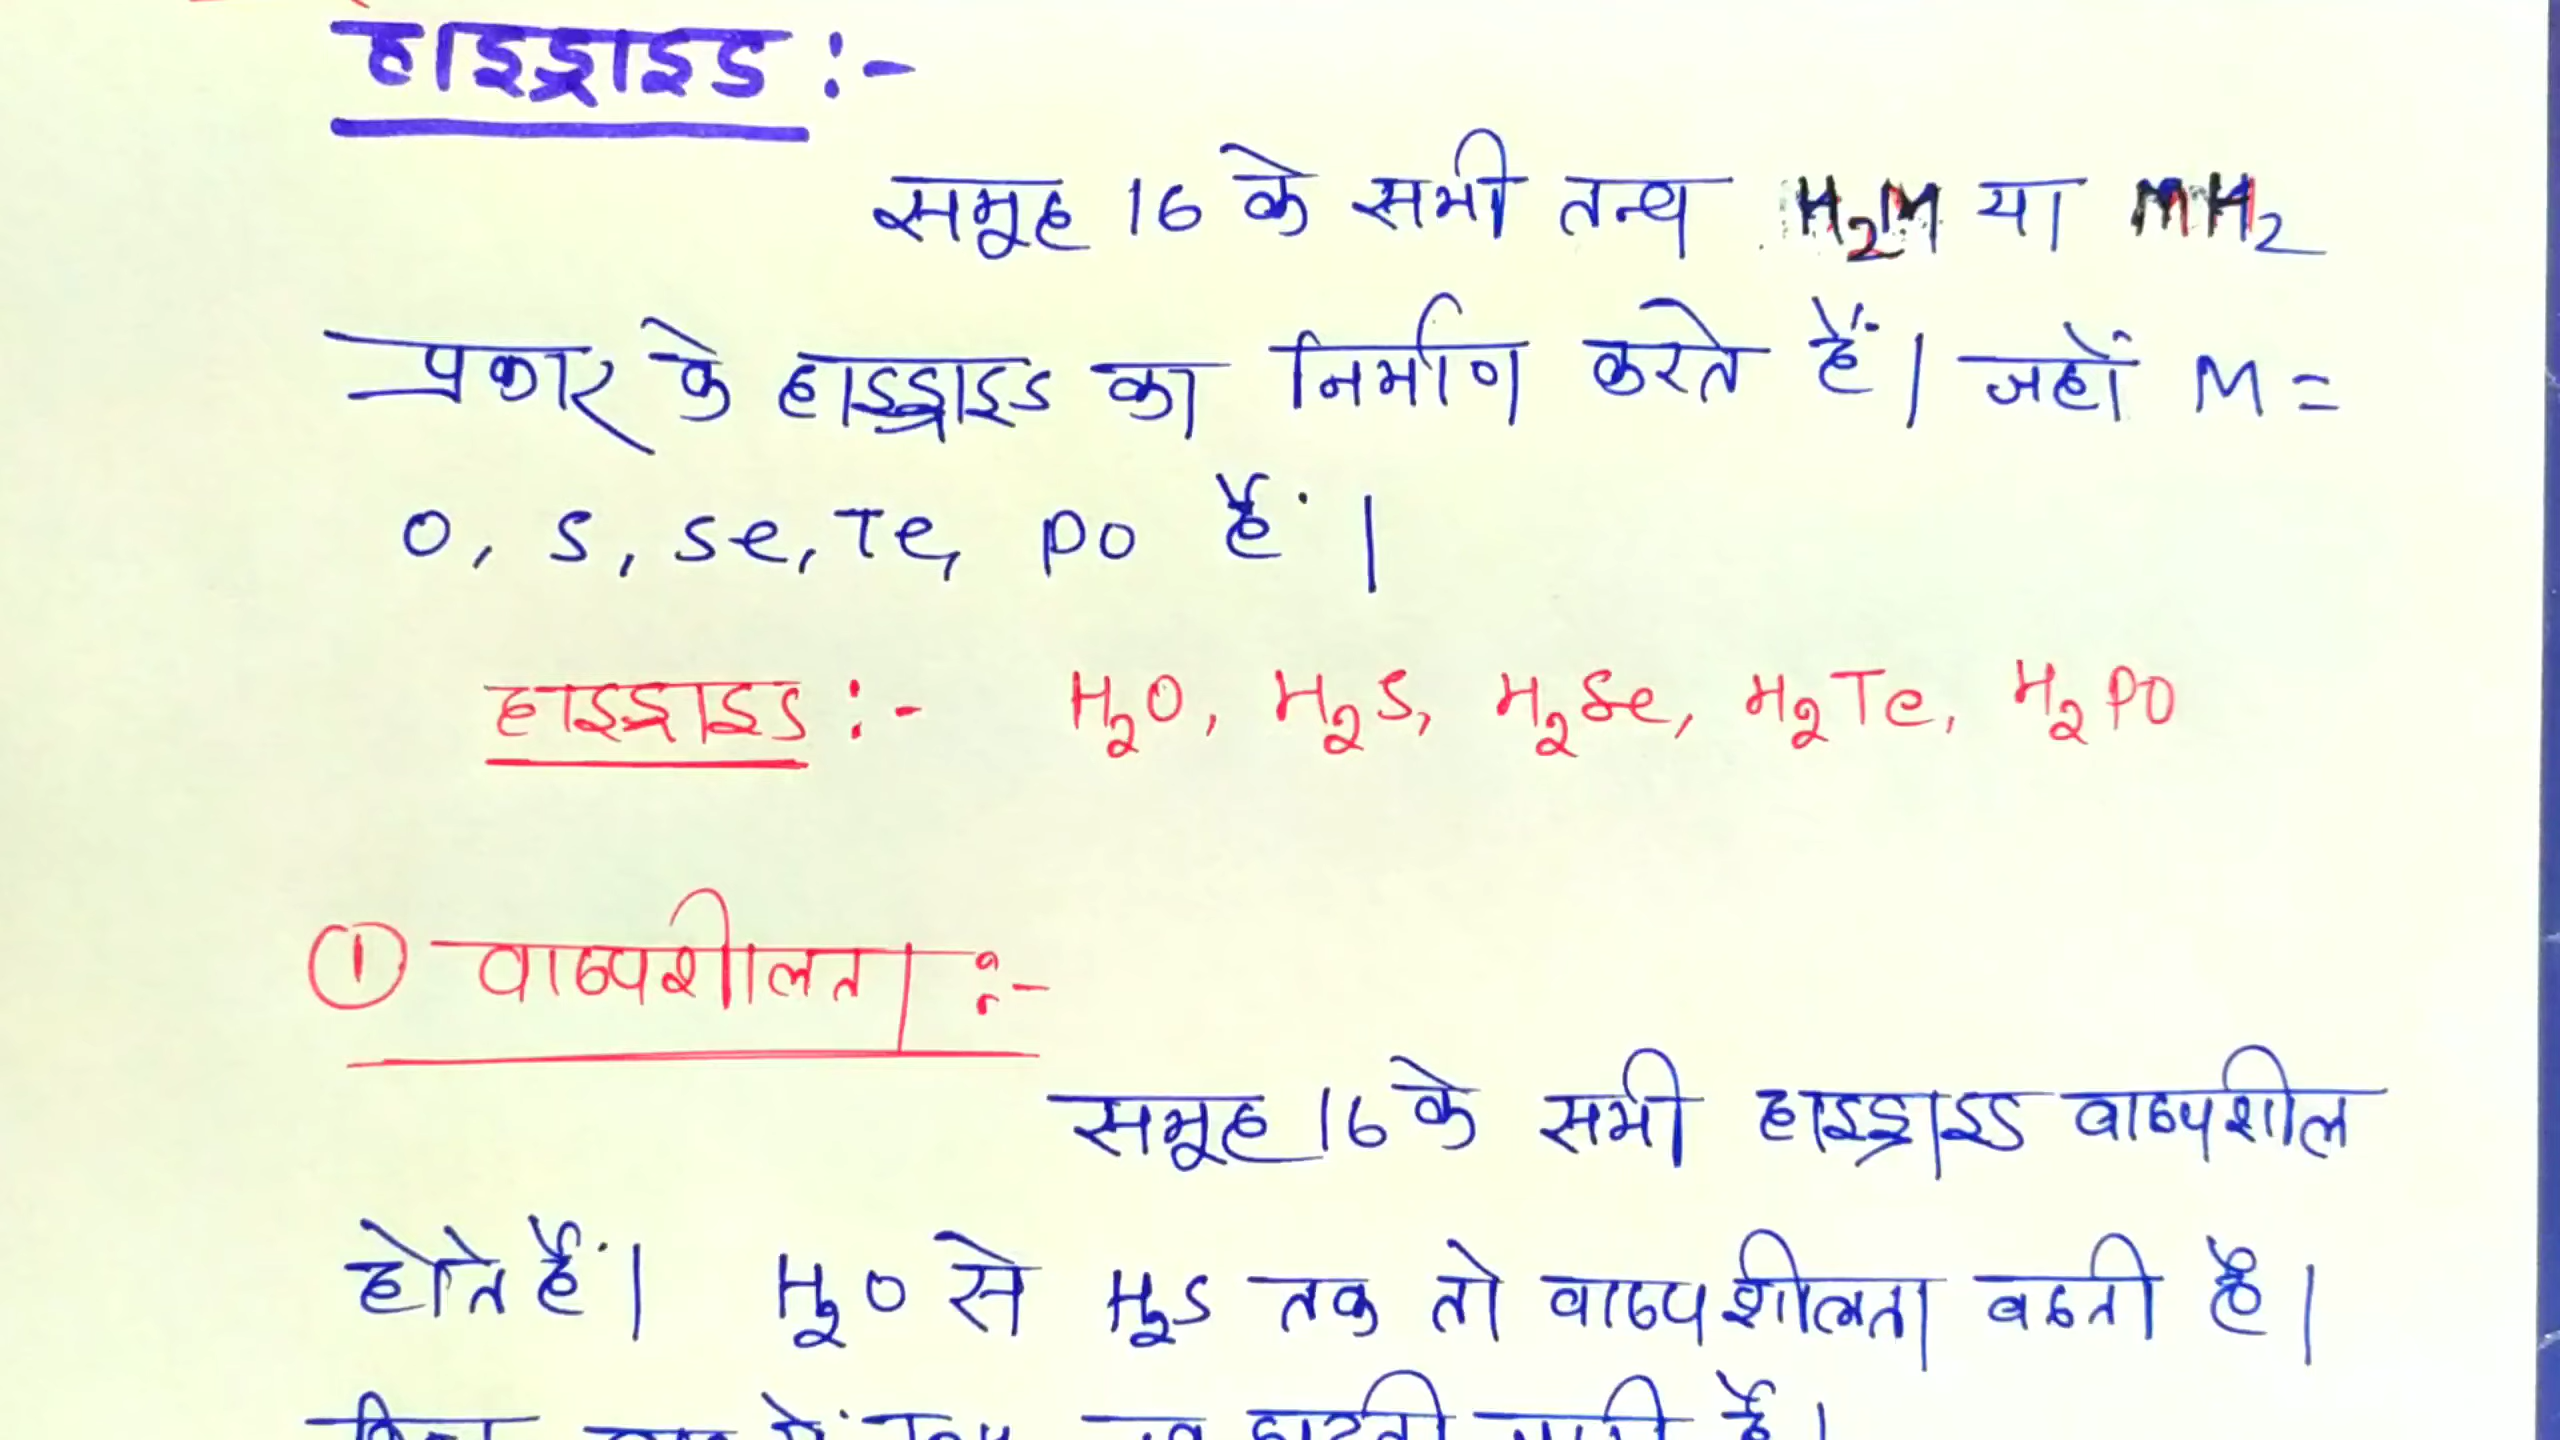 हाइड्राइड :-
समूह 16 के सभी तत्व H₂M या MH₂
प्रकार के हाइड्राइड का निर्माण करते हैं। जहाँ M =
O, S, Se, Te, Po हैं।
हाइड्राइड :- H₂O, H₂S, H₂Se, H₂Te, H₂Po
① वाष्पशीलता :-
समूह 16 के सभी हाइड्राइड वाष्पशील
होते हैं। H₂O से H₂S तक तो वाष्पशीलता बढती है।